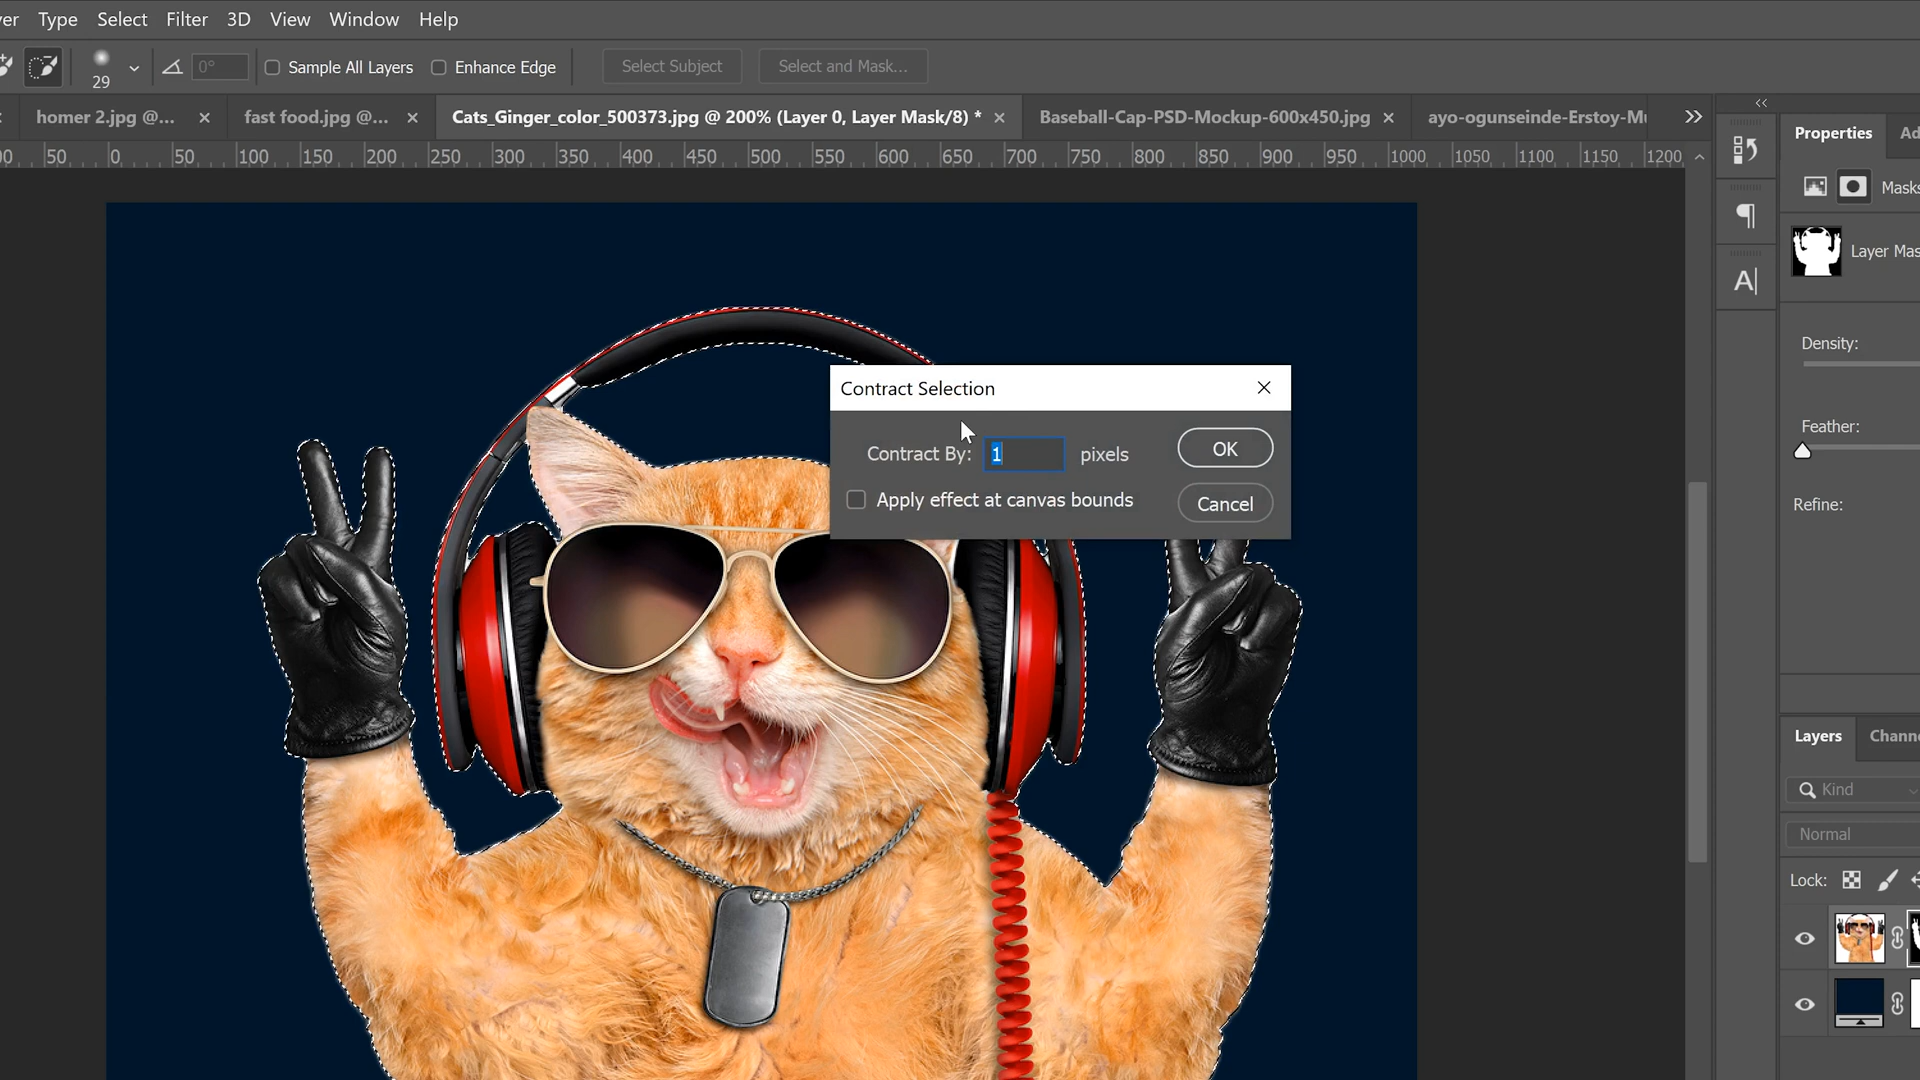 er Type Select Filter 3D View Window Help
29 0° Sample All Layers Enhance Edge Select Subject Select and Mask...
homer 2.jpg @... × fast food.jpg @... × Cats_Ginger_color_500373.jpg @ 200% (Layer 0, Layer Mask/8) * × Baseball-Cap-PSD-Mockup-600x450.jpg × ayo-ogunseinde-Erstoy-Mu
0 50 0 50 100 150 200 250 300 350 400 450 500 550 600 650 700 750 800 850 900 950 1000 1050 1100 1150 1200
Properties Ad
Masks
Layer Mas
Density:
Feather:
Refine:
Contract Selection
Contract By: 1 pixels OK
Apply effect at canvas bounds Cancel
Layers Channe
Kind
Normal
Lock: